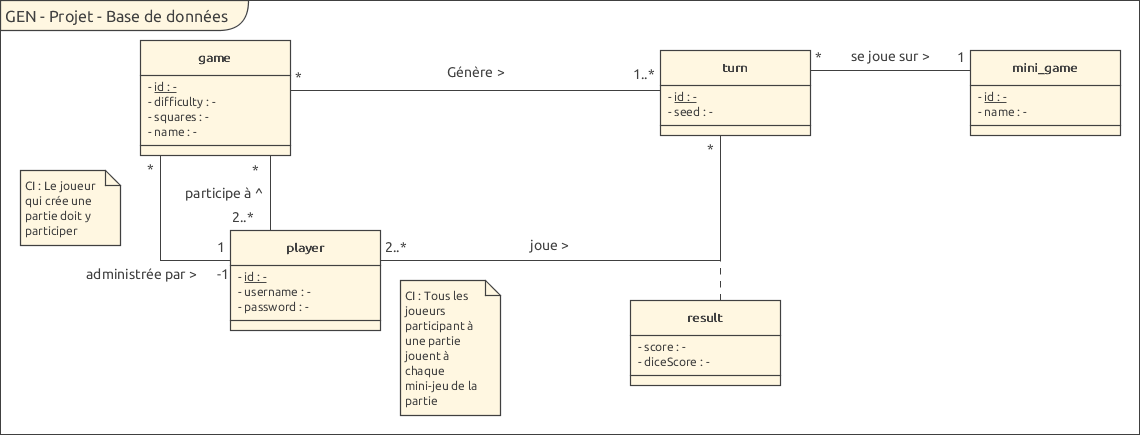 GEN - Projet - Base de données
game
- id : -
- difficulty : -
- squares : -
- name : -
* Génère > 1..*
turn
- id : -
- seed : -
* se joue sur > 1
mini_game
- id : -
- name : -
*
*
*
CI : Le joueur
qui crée une
partie doit y
participer
participe à ^
2..*
1
administrée par > -1
player
- id : -
- username : -
- password : -
2..* joue >
CI : Tous les
joueurs
participant à
une partie
jouent à
chaque
mini-jeu de la
partie
result
- score : -
- diceScore : -